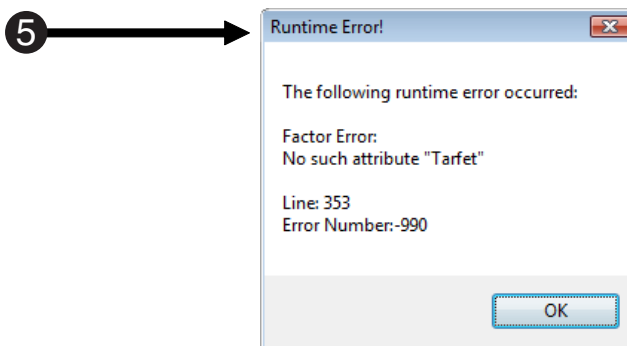 5
Runtime Error!
The following runtime error occurred:
Factor Error:
No such attribute "Tarfet"
Line: 353
Error Number:-990
OK